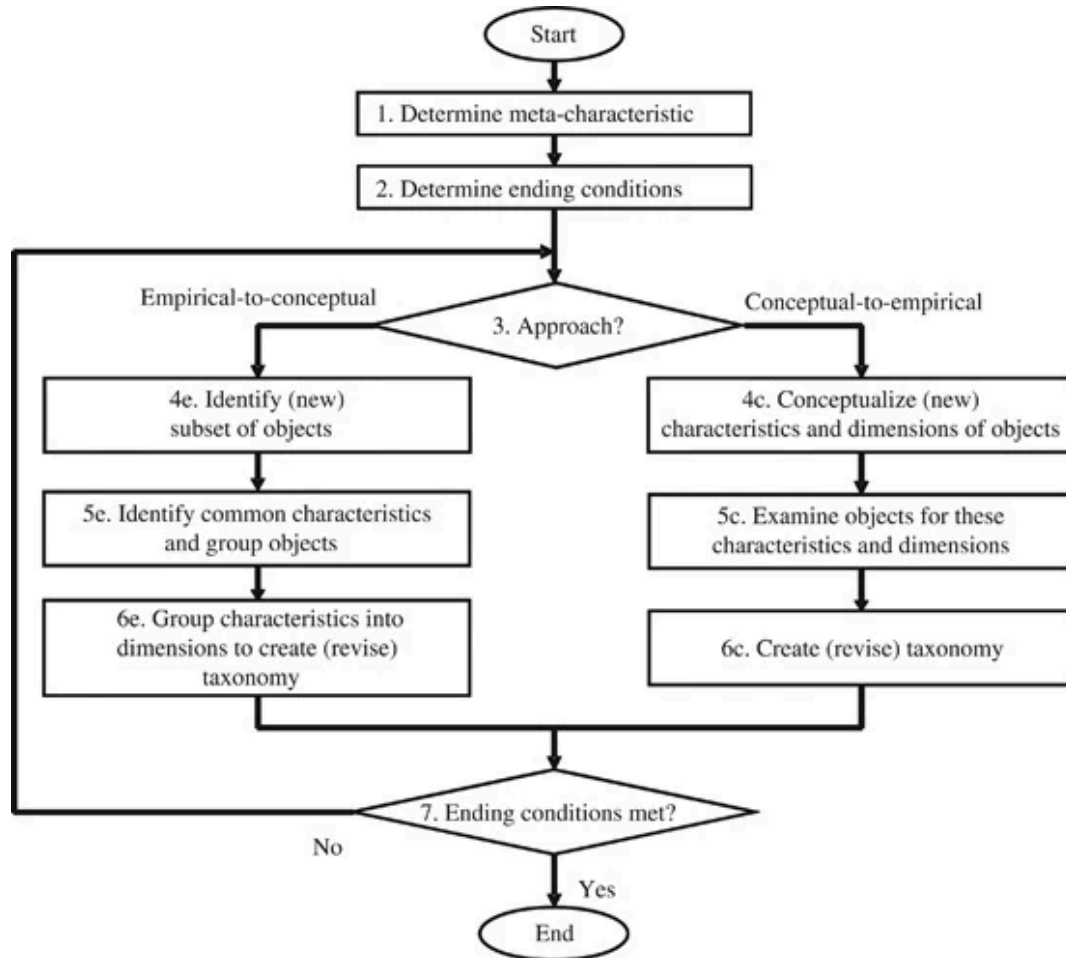 Start
1. Determine meta-characteristic
2. Determine ending conditions
Empirical-to-conceptual
Conceptual-to-empirical
3. Approach?
4e. Identify (new)
subset of objects
4c. Conceptualize (new)
characteristics and dimensions of objects
5e. Identify common characteristics
and group objects
5c. Examine objects for these
characteristics and dimensions
6e. Group characteristics into
dimensions to create (revise)
taxonomy
6c. Create (revise) taxonomy
7. Ending conditions met?
No
Yes
End